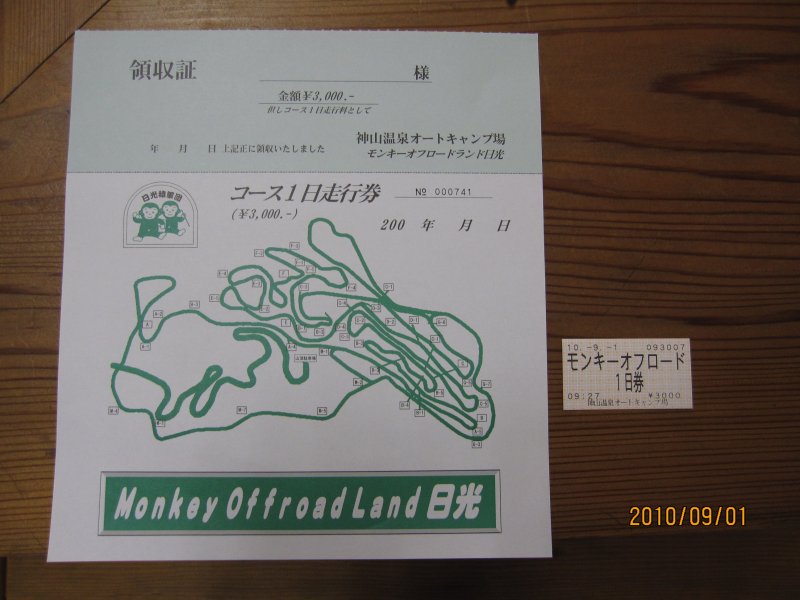 領収証
様
金額¥3,000.-
但しコース1日走行料として
年 月 日 上記正に領収いたしました
神山温泉オートキャンプ場
モンキーオフロードランド日光
日光猿軍団
コース1日走行券
№ 000741
(¥3,000.-)
200 年 月 日
Monkey Offroad Land 日光
10.-9.-1 093007
モンキーオフロード
1日券
09:27 ¥3000
神山温泉オートキャンプ場
2010/09/01